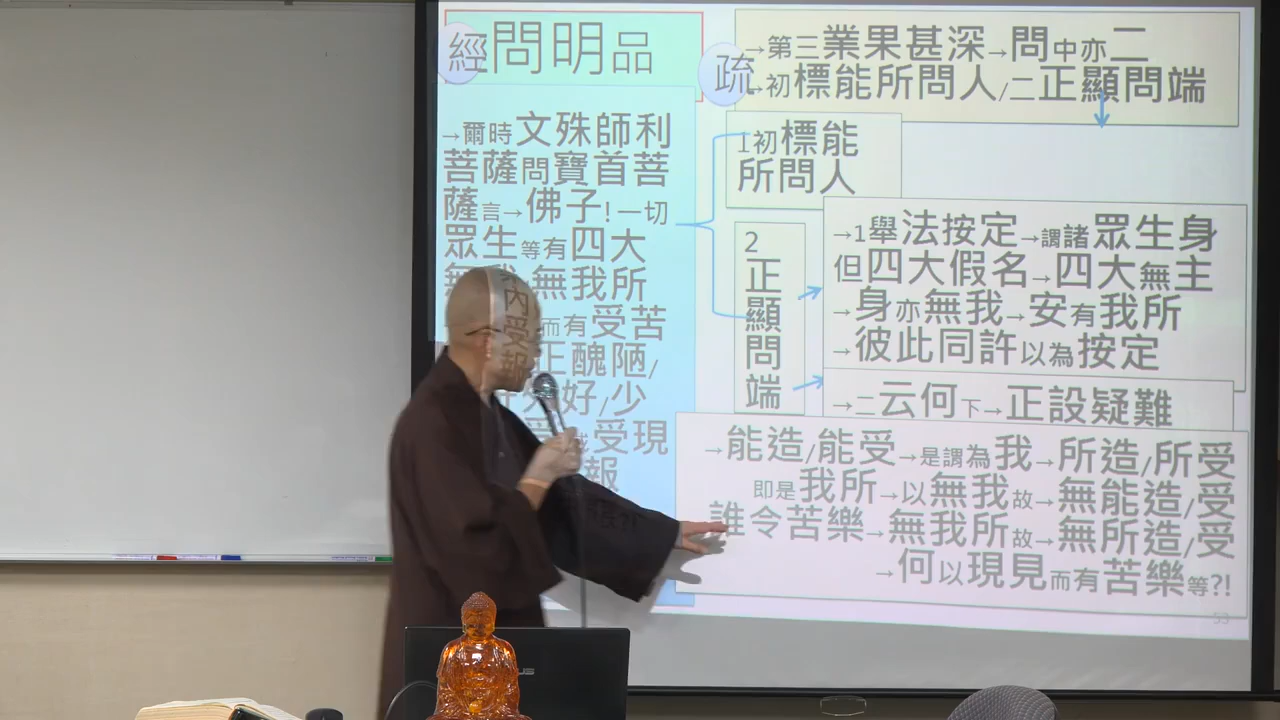 經問明品
→爾時文殊師利
菩薩問寶首菩
薩言→佛子!一切
眾生等有四大
無我 無我所
而有受苦
正醜陋/
好/少
受現
報
內受報
疏
→第三業果甚深→問中亦二
→初標能所問人/二正顯問端
1初標能
所問人
2
正
顯
問
端
→1舉法按定→謂諸眾生身
但四大假名→四大無主
→身亦無我→安有我所
→彼此同許以為按定
→二云何下→正設疑難
→能造/能受→是謂為我→所造/所受
即是我所→以無我故→無能造/受
誰令苦樂→無我所故→無所造/受
→何以現見而有苦樂等?!
53